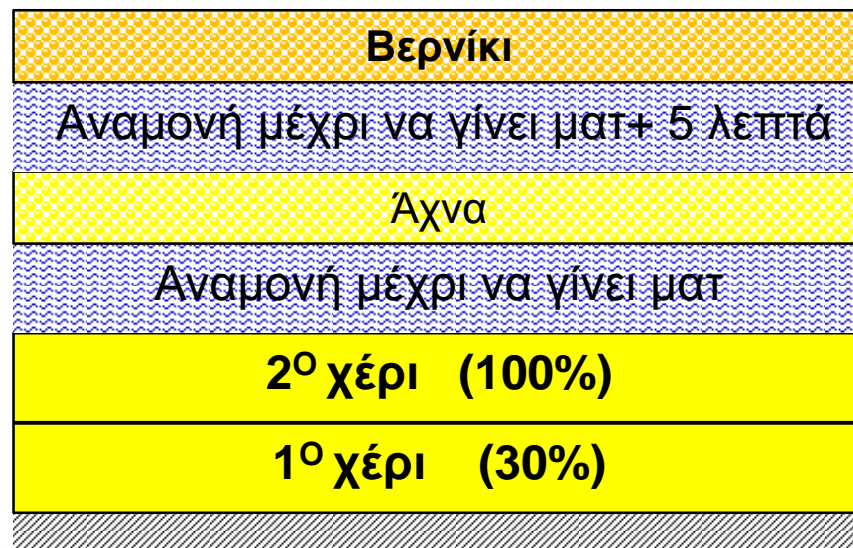 Βερνίκι
Αναμονή μέχρι να γίνει ματ+ 5 λεπτά
Άχνα
Αναμονή μέχρι να γίνει ματ
2Ο χέρι (100%)
1Ο χέρι (30%)